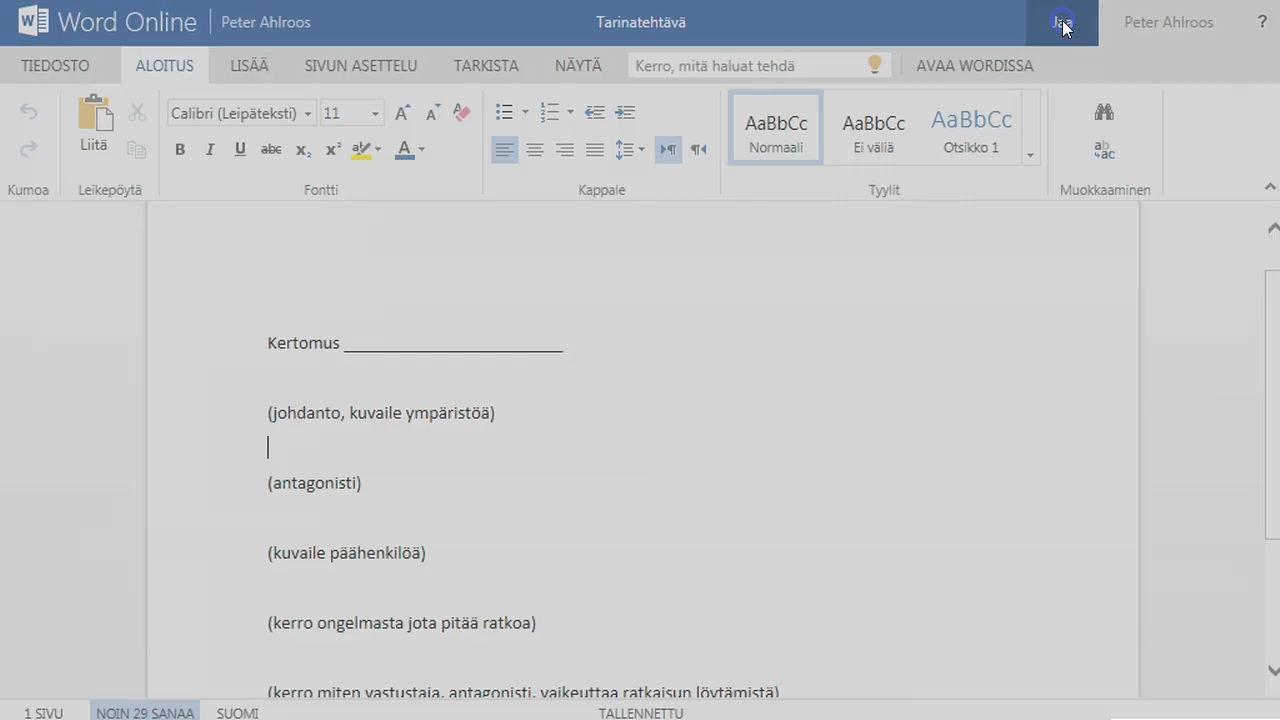 Word Online Peter Ahlroos Tarinatehtävä Jaa Peter Ahlroos ?
TIEDOSTO ALOITUS LISÄÄ SIVUN ASETTELU TARKISTA NÄYTÄ Kerro, mitä haluat tehdä AVAA WORDISSA
Liitä Calibri (Leipäteksti) 11 AaBbCc AaBbCc AaBbCc
Normaali Ei väliä Otsikko 1
Kumoa Leikepöytä Fontti Kappale Tyylit Muokkaaminen
Kertomus ________________________
(johdanto, kuvaile ympäristöä)
(antagonisti)
(kuvaile päähenkilöä)
(kerro ongelmasta jota pitää ratkoa)
(kerro miten vastustaja, antagonisti, vaikeuttaa ratkaisun löytämistä)
1 SIVU NOIN 29 SANAA SUOMI TALLENNETTU